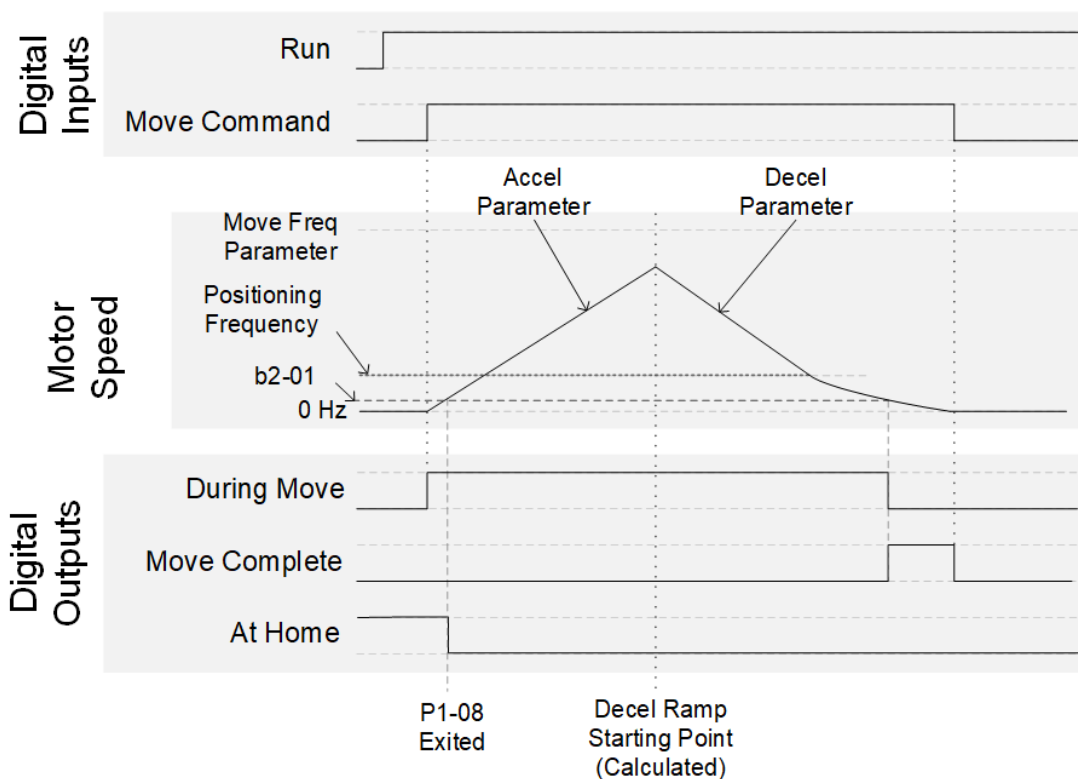 Digital
Inputs
Run
Move Command
Accel
Parameter
Decel
Parameter
Motor
Speed
Move Freq
Parameter
Positioning
Frequency
b2-01
0 Hz
Digital
Outputs
During Move
Move Complete
At Home
P1-08
Exited
Decel Ramp
Starting Point
(Calculated)